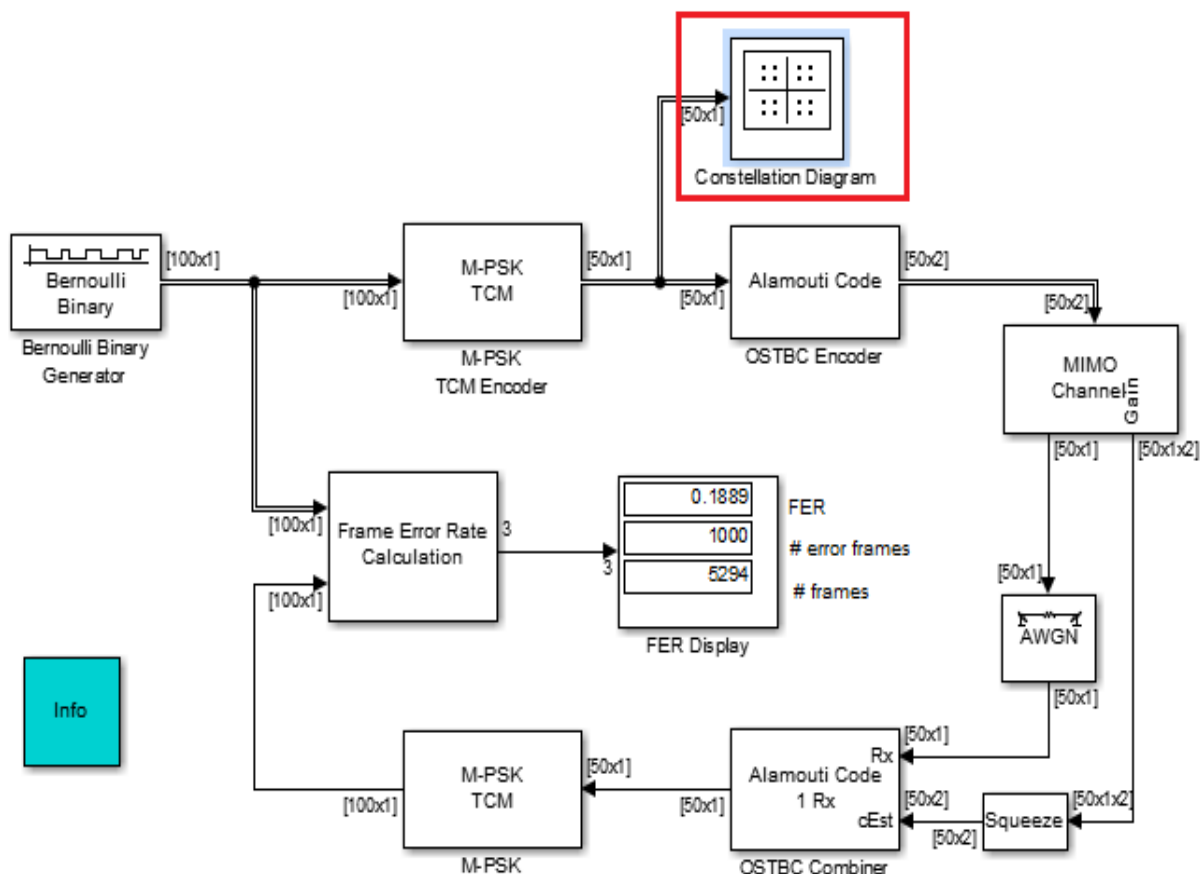 [50x1]
Constellation Diagram
[100x1]
Bernoulli
Binary
Bernoulli Binary
Generator
[100x1]
M-PSK
TCM
M-PSK
TCM Encoder
[50x1]
[50x1]
Alamouti Code
OSTBC Encoder
[50x2]
[50x2]
MIMO
Channel
Gain
[50x1]
[50x1x2]
[100x1]
Frame Error Rate
Calculation
[100x1]
3
3
0.1889
1000
5294
FER
# error frames
# frames
FER Display
[50x1]
AWGN
[50x1]
Info
[100x1]
M-PSK
TCM
M-PSK
[50x1]
[50x1]
Rx
Alamouti Code
1 Rx
cEst
OSTBC Combiner
[50x1]
[50x2]
[50x2]
Squeeze
[50x1x2]